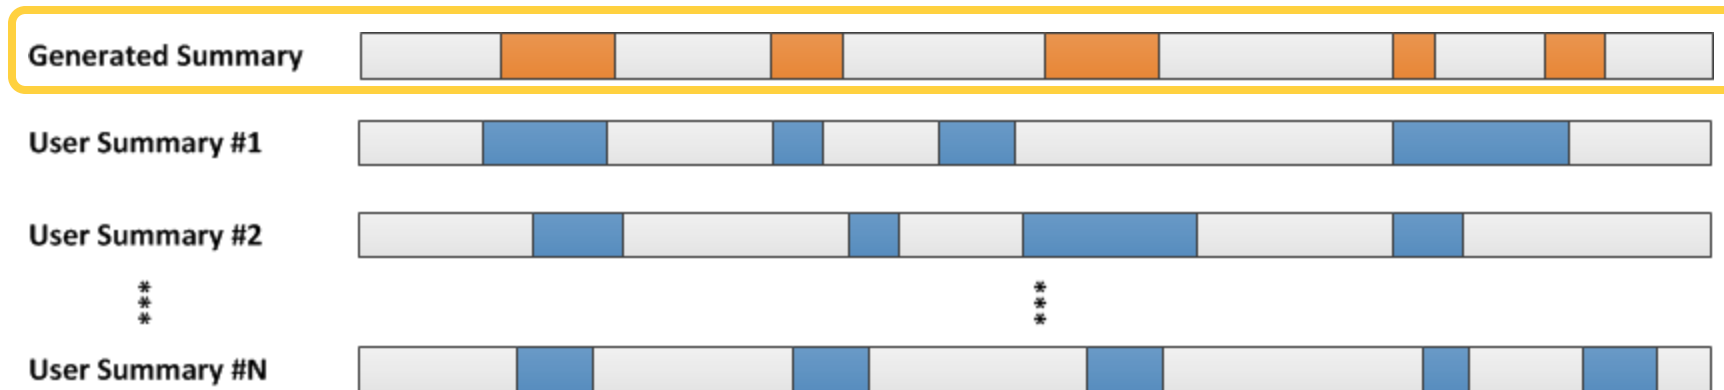 Generated Summary
User Summary #1
User Summary #2
* *
* *
* *
User Summary #N